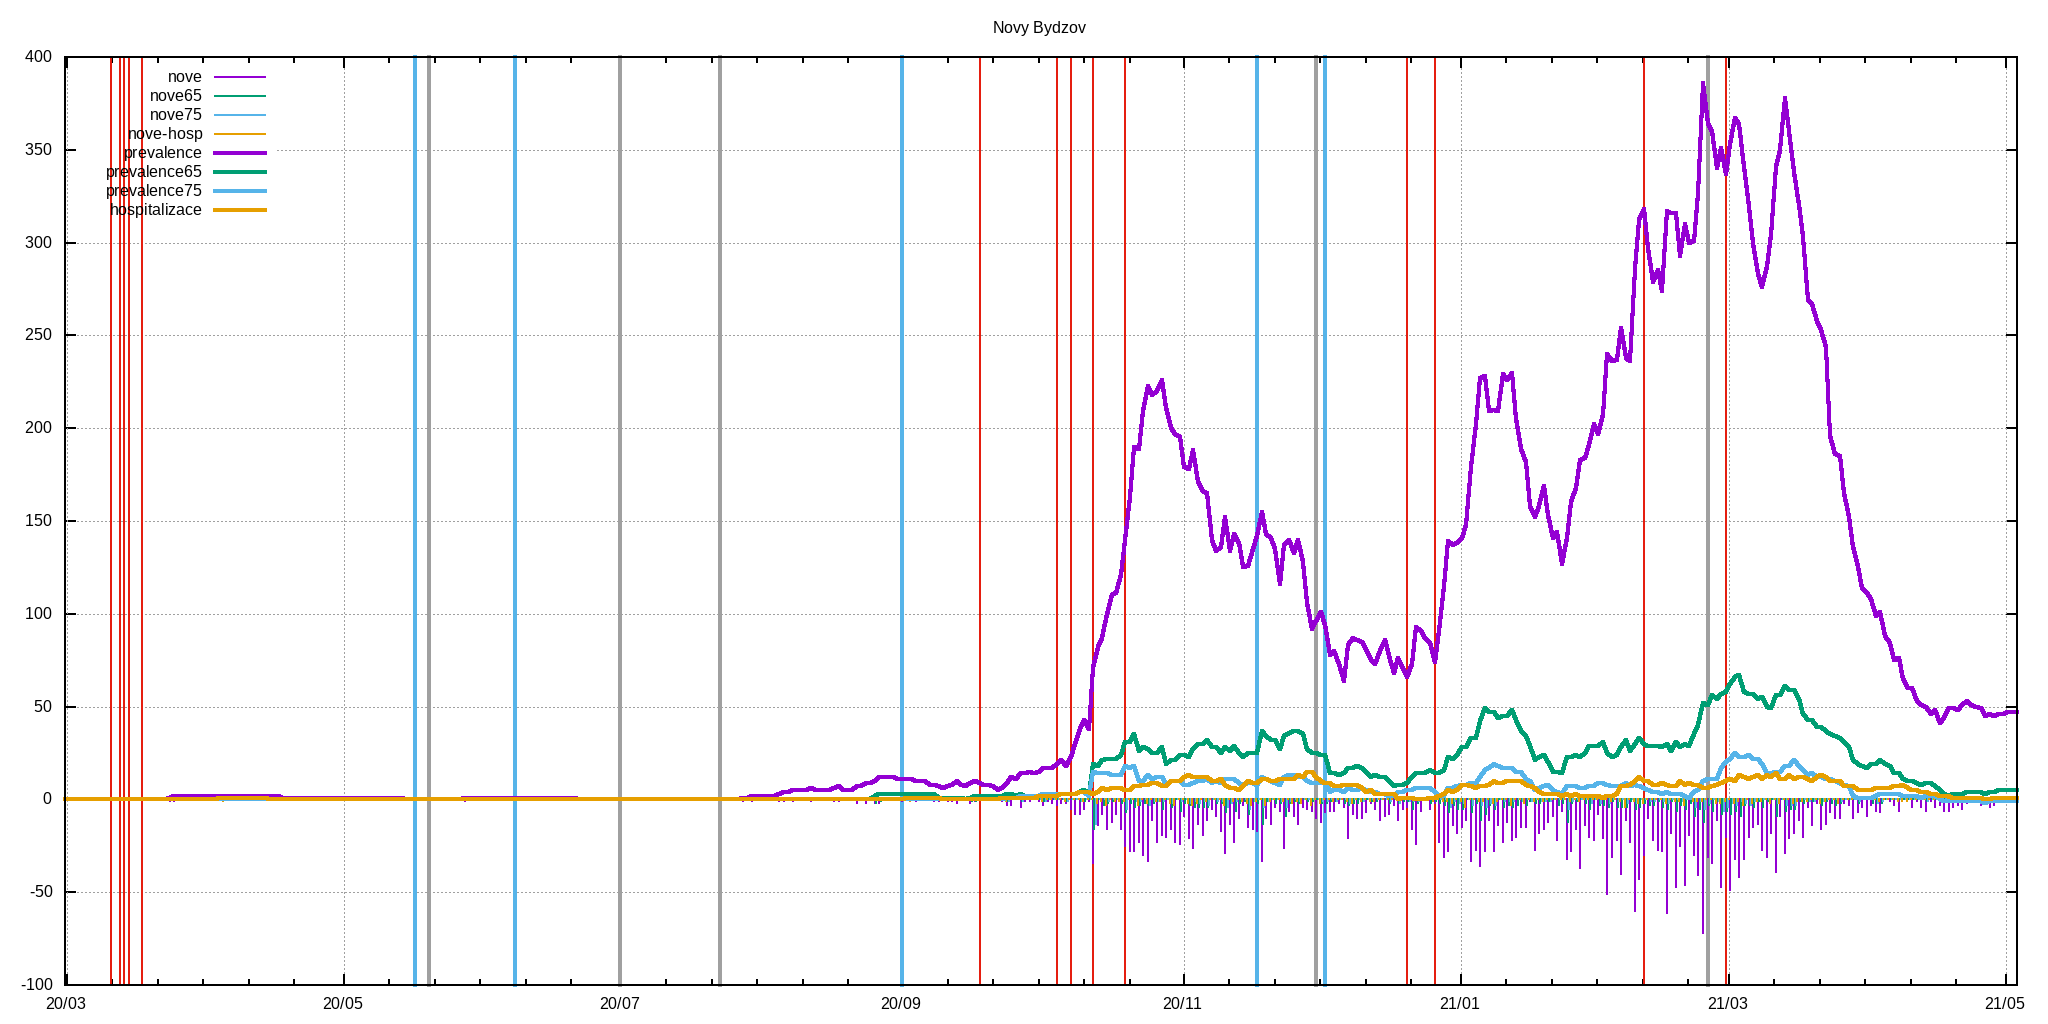 Novy Bydzov
400
350
300
250
200
150
100
50
0
-50
-100
nove
nove65
nove75
nove-hosp
prevalence
prevalence65
prevalence75
hospitalizace
20/03 20/05 20/07 20/09 20/11 21/01 21/03 21/05